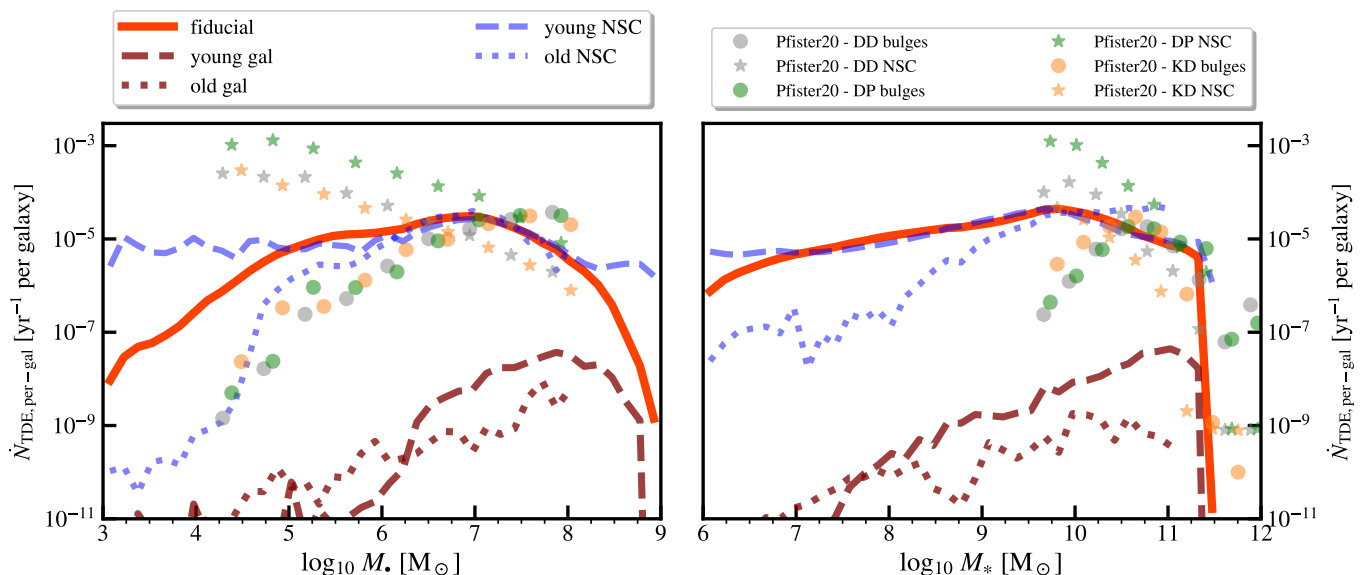 fiducial
young gal
old gal
young NSC
old NSC
Pfister20 - DD bulges
Pfister20 - DD NSC
Pfister20 - DP bulges
Pfister20 - DP NSC
Pfister20 - KD bulges
Pfister20 - KD NSC
Ṅ_TDE,per−gal [yr⁻¹ per galaxy]
10⁻³
10⁻⁵
10⁻⁷
10⁻⁹
10⁻¹¹
3 4 5 6 7 8 9
log₁₀ M• [M⊙]
6 7 8 9 10 11 12
log₁₀ M* [M⊙]
10⁻³
10⁻⁵
10⁻⁷
10⁻⁹
10⁻¹¹
Ṅ_TDE,per−gal [yr⁻¹ per galaxy]